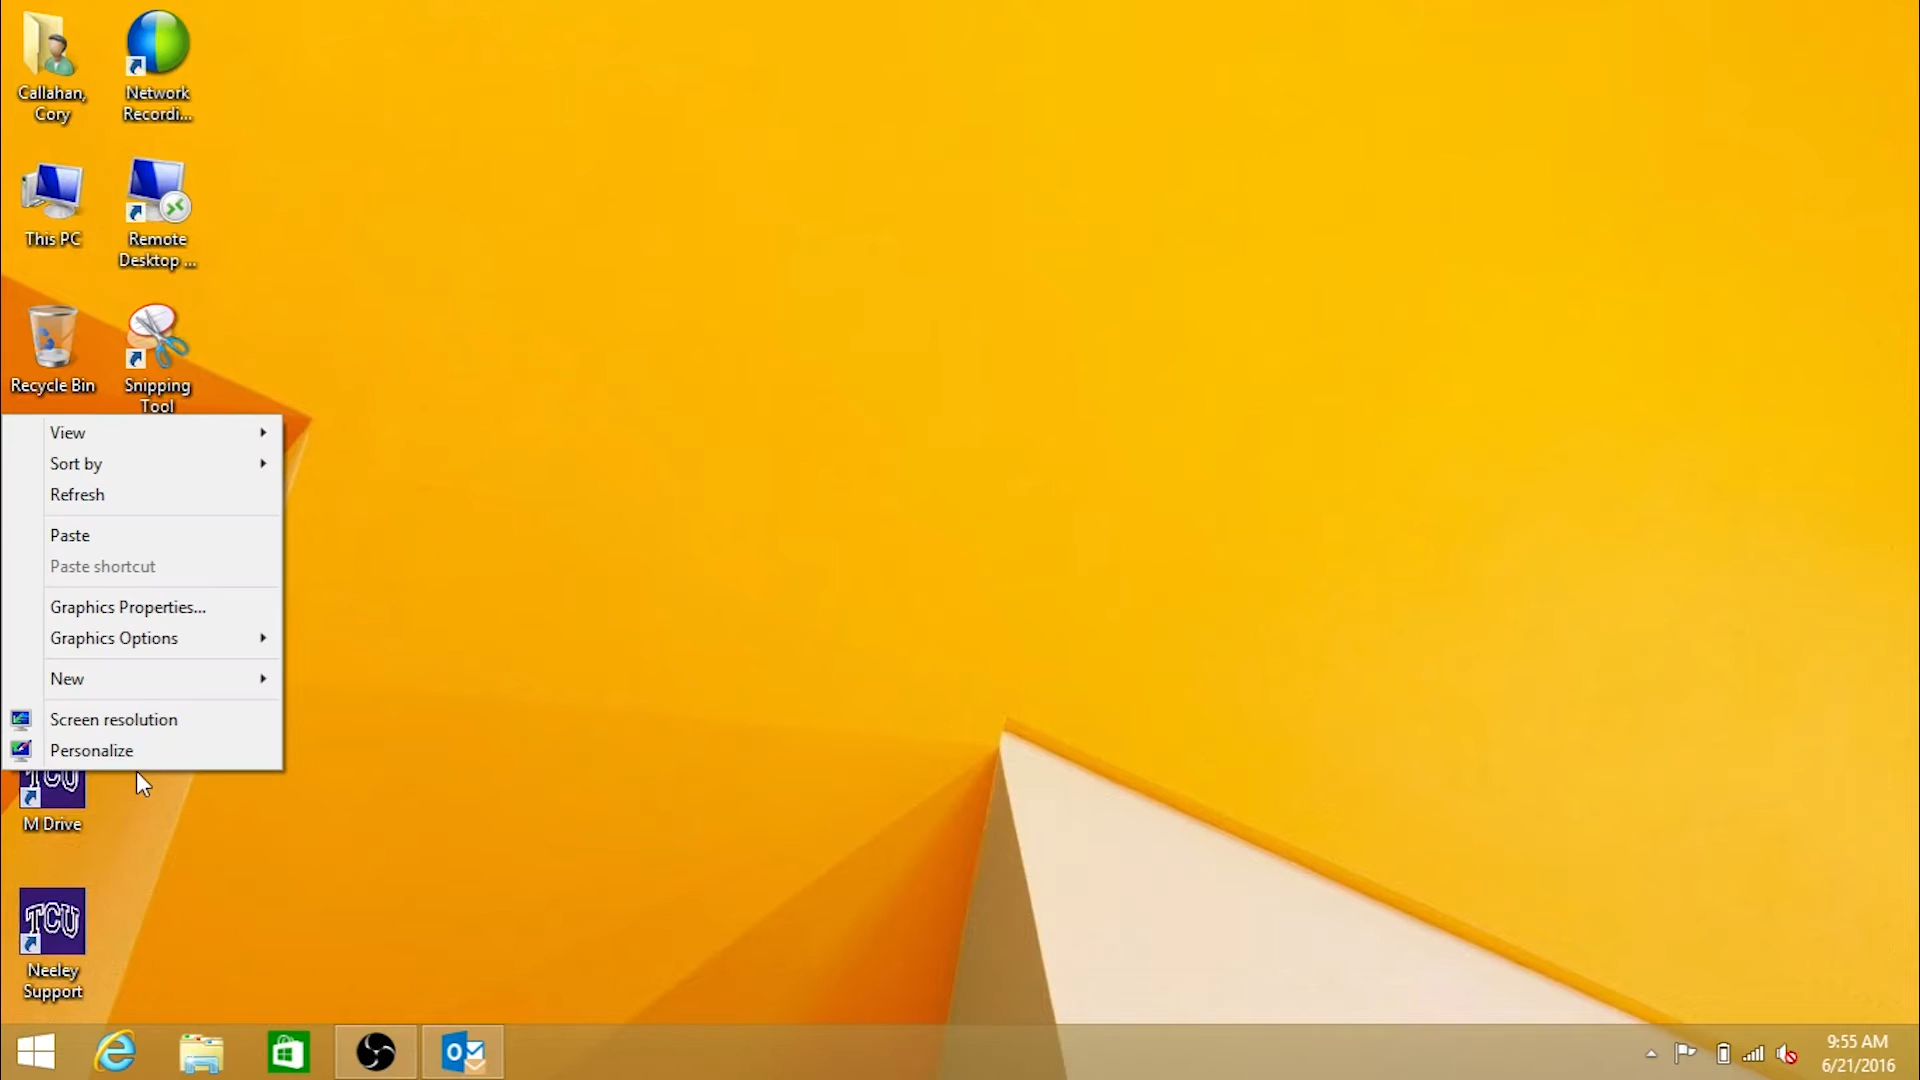 Callahan,
Cory
Network
Recordi...
This PC
Remote
Desktop ...
Recycle Bin
Snipping
Tool
View
Sort by
Refresh
Paste
Paste shortcut
Graphics Properties...
Graphics Options
New
Screen resolution
Personalize
TCU
M Drive
TCU
Neeley
Support
9:55 AM
6/21/2016